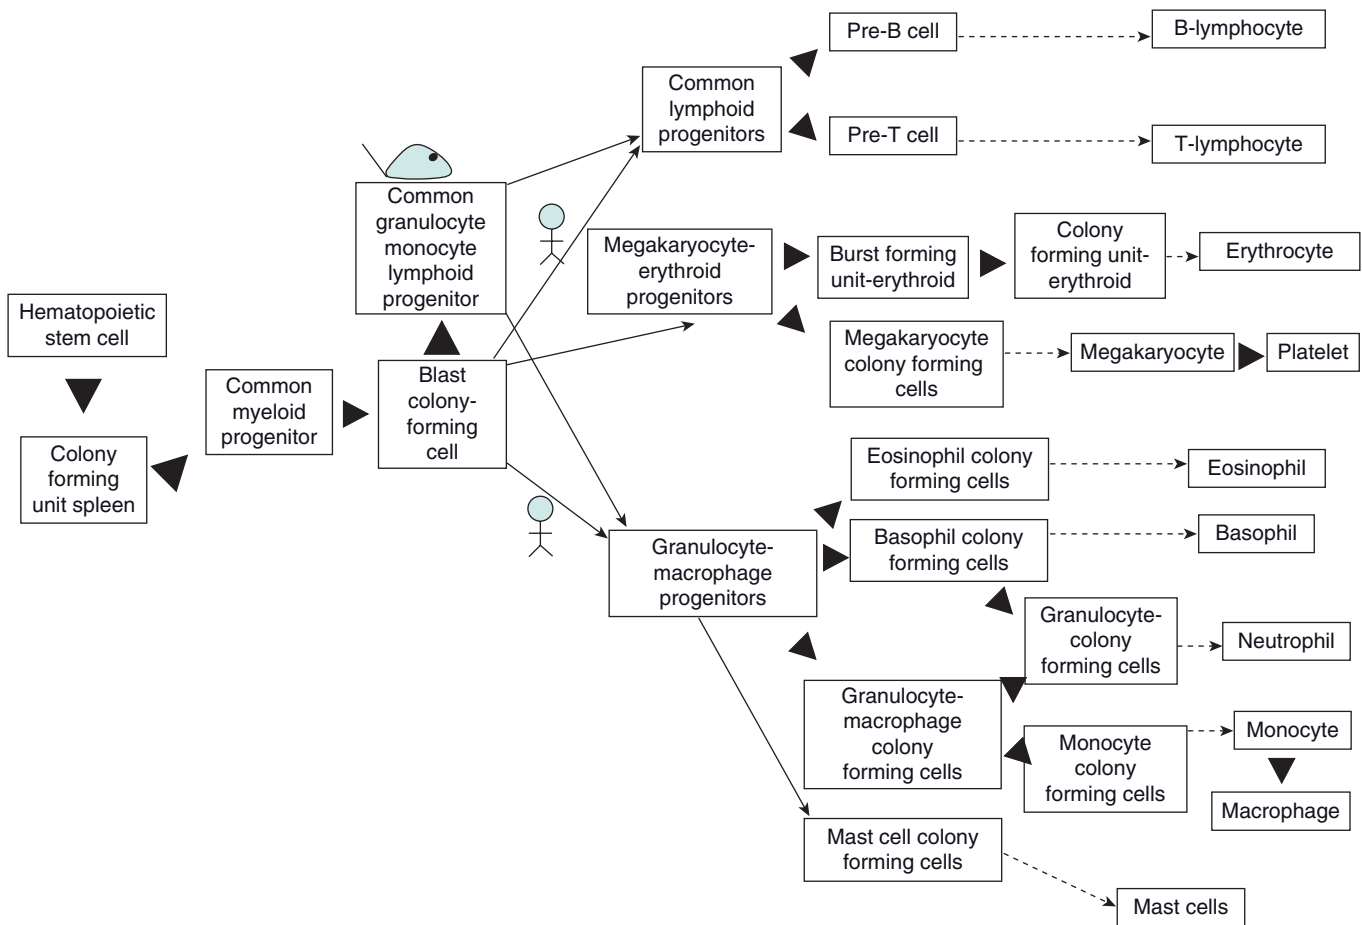 Pre-B cell
B-lymphocyte
Common
lymphoid
progenitors
Pre-T cell
T-lymphocyte
Common
granulocyte
monocyte
lymphoid
progenitor
Megakaryocyte-
erythroid
progenitors
Burst forming
unit-erythroid
Colony
forming unit-
erythroid
Erythrocyte
Hematopoietic
stem cell
Megakaryocyte
colony forming
cells
Megakaryocyte
Platelet
Common
myeloid
progenitor
Blast
colony-
forming
cell
Colony
forming
unit spleen
Eosinophil colony
forming cells
Eosinophil
Granulocyte-
macrophage
progenitors
Basophil colony
forming cells
Basophil
Granulocyte-
colony
forming cells
Neutrophil
Granulocyte-
macrophage
colony
forming cells
Monocyte
colony
forming cells
Monocyte
Macrophage
Mast cell colony
forming cells
Mast cells